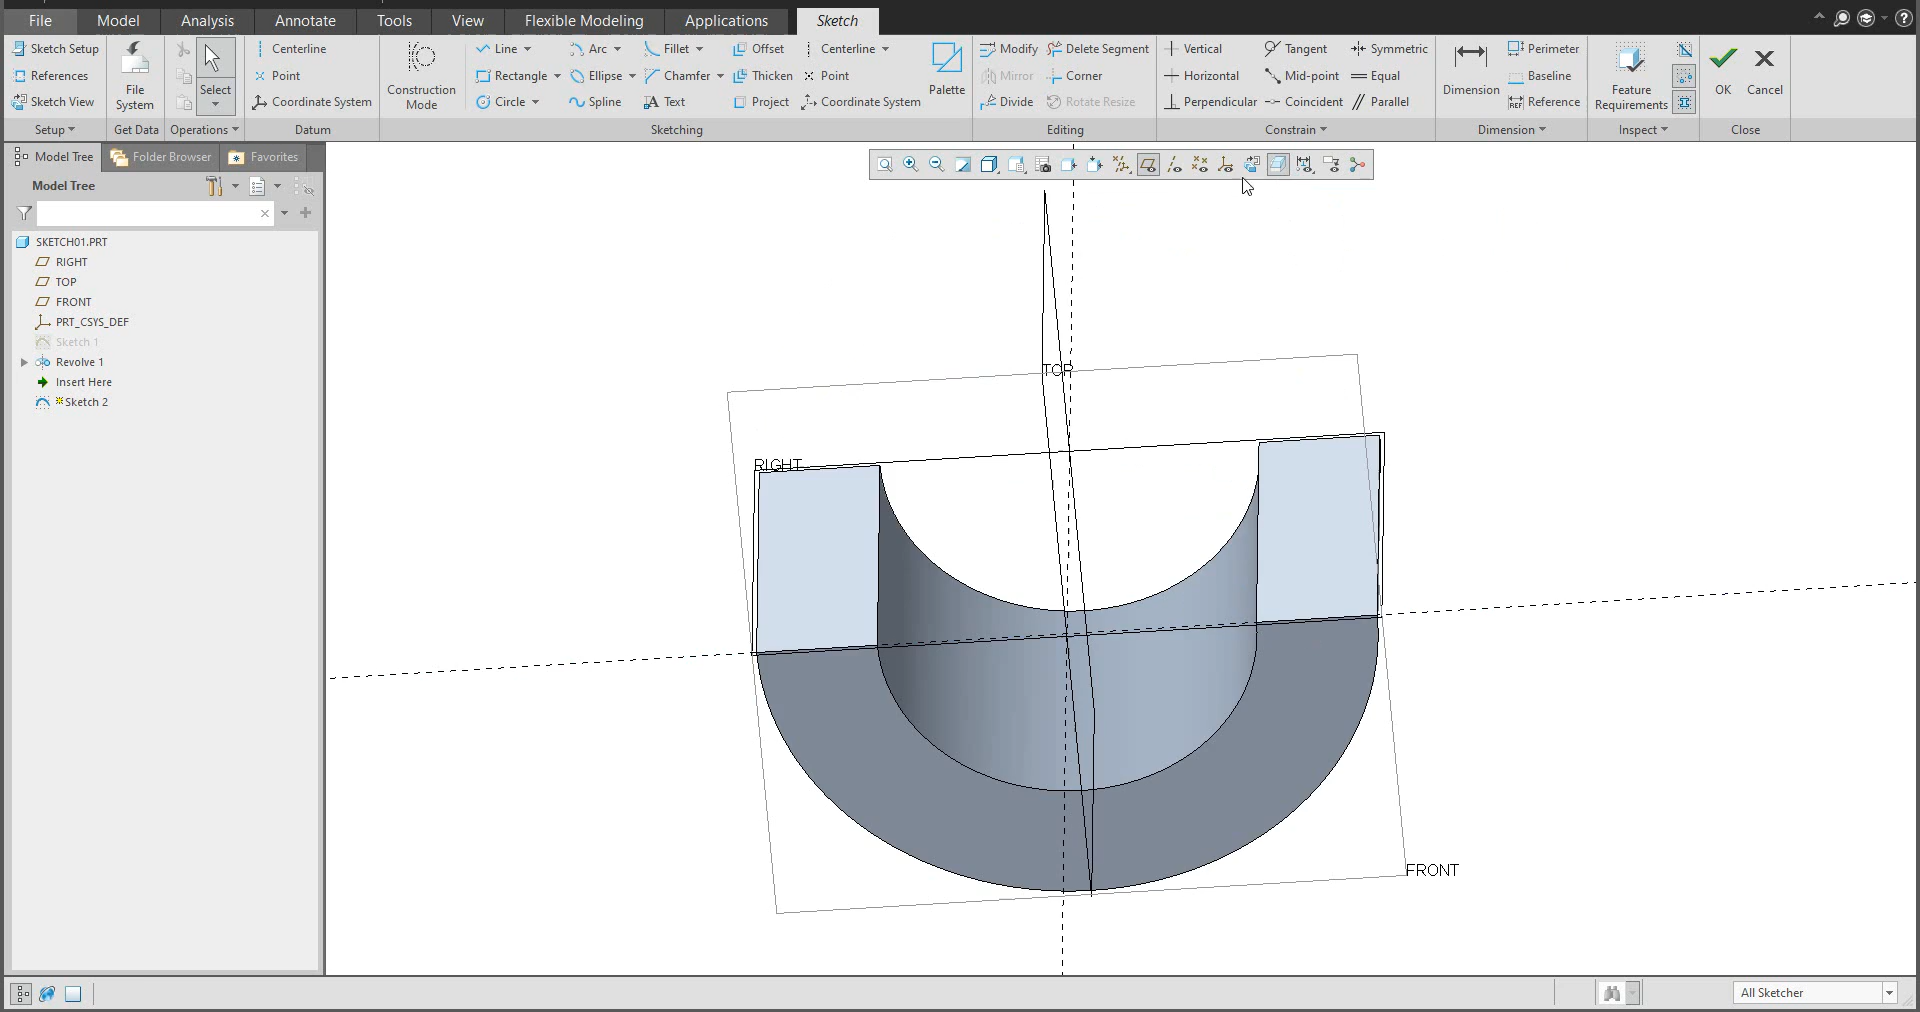 File Model Analysis Annotate Tools View Flexible Modeling Applications Sketch
Sketch Setup
References
Sketch View
Setup
File System
Get Data
Select
Operations
Centerline
Point
Coordinate System
Datum
Construction Mode
Line Arc Fillet Offset Centerline
Rectangle Ellipse Chamfer Thicken Point
Circle Spline Text Project Coordinate System
Palette
Sketching
Modify Delete Segment
Mirror Corner
Divide Rotate Resize
Editing
Vertical Tangent Symmetric
Horizontal Mid-point Equal
Perpendicular Coincident Parallel
Constrain
Dimension
Perimeter
Baseline
REF Reference
Dimension
Feature Requirements
Inspect
OK Cancel
Close
Model Tree Folder Browser Favorites
Model Tree
SKETCH01.PRT
RIGHT
TOP
FRONT
PRT_CSYS_DEF
Sketch 1
Revolve 1
Insert Here
Sketch 2
TOP
RIGHT
FRONT
All Sketcher